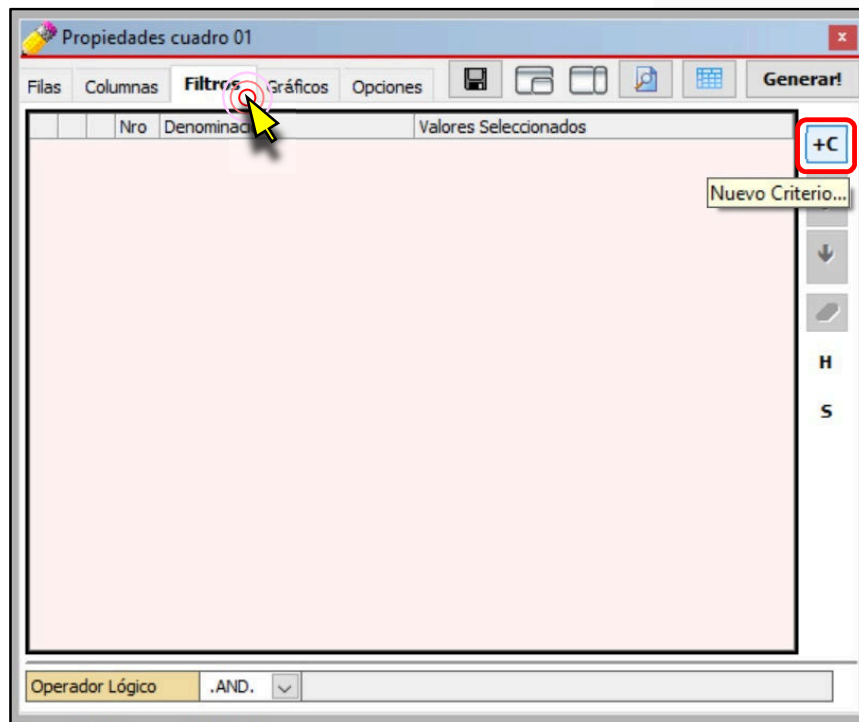 Propiedades cuadro 01 x
Filas Columnas Filtros Gráficos Opciones Generar!
Nro Valores Seleccionados
+C
Nuevo Criterio...
H
S
Operador Lógico .AND.